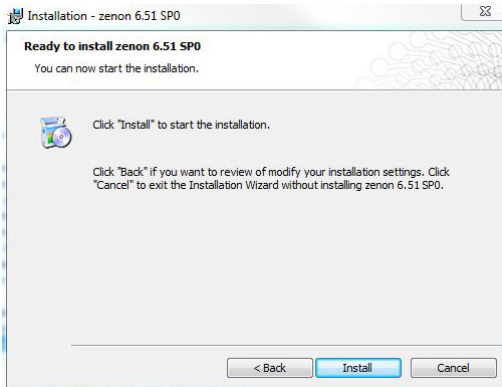 Installation - zenon 6.51 SP0
Ready to install zenon 6.51 SP0
You can now start the installation.
Click "Install" to start the installation.
Click "Back" if you want to review of modify your installation settings. Click
"Cancel" to exit the Installation Wizard without installing zenon 6.51 SP0.
< Back Install Cancel